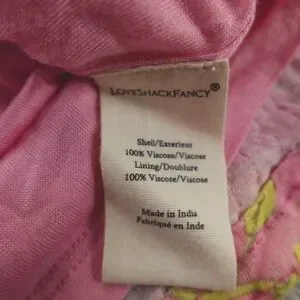 LOVESHACKFANCY®
Shell/Exterieur
100% Viscose/Viscose
Lining/Doublure
100% Viscose/Viscose
Made in India
Fabriqué en Inde